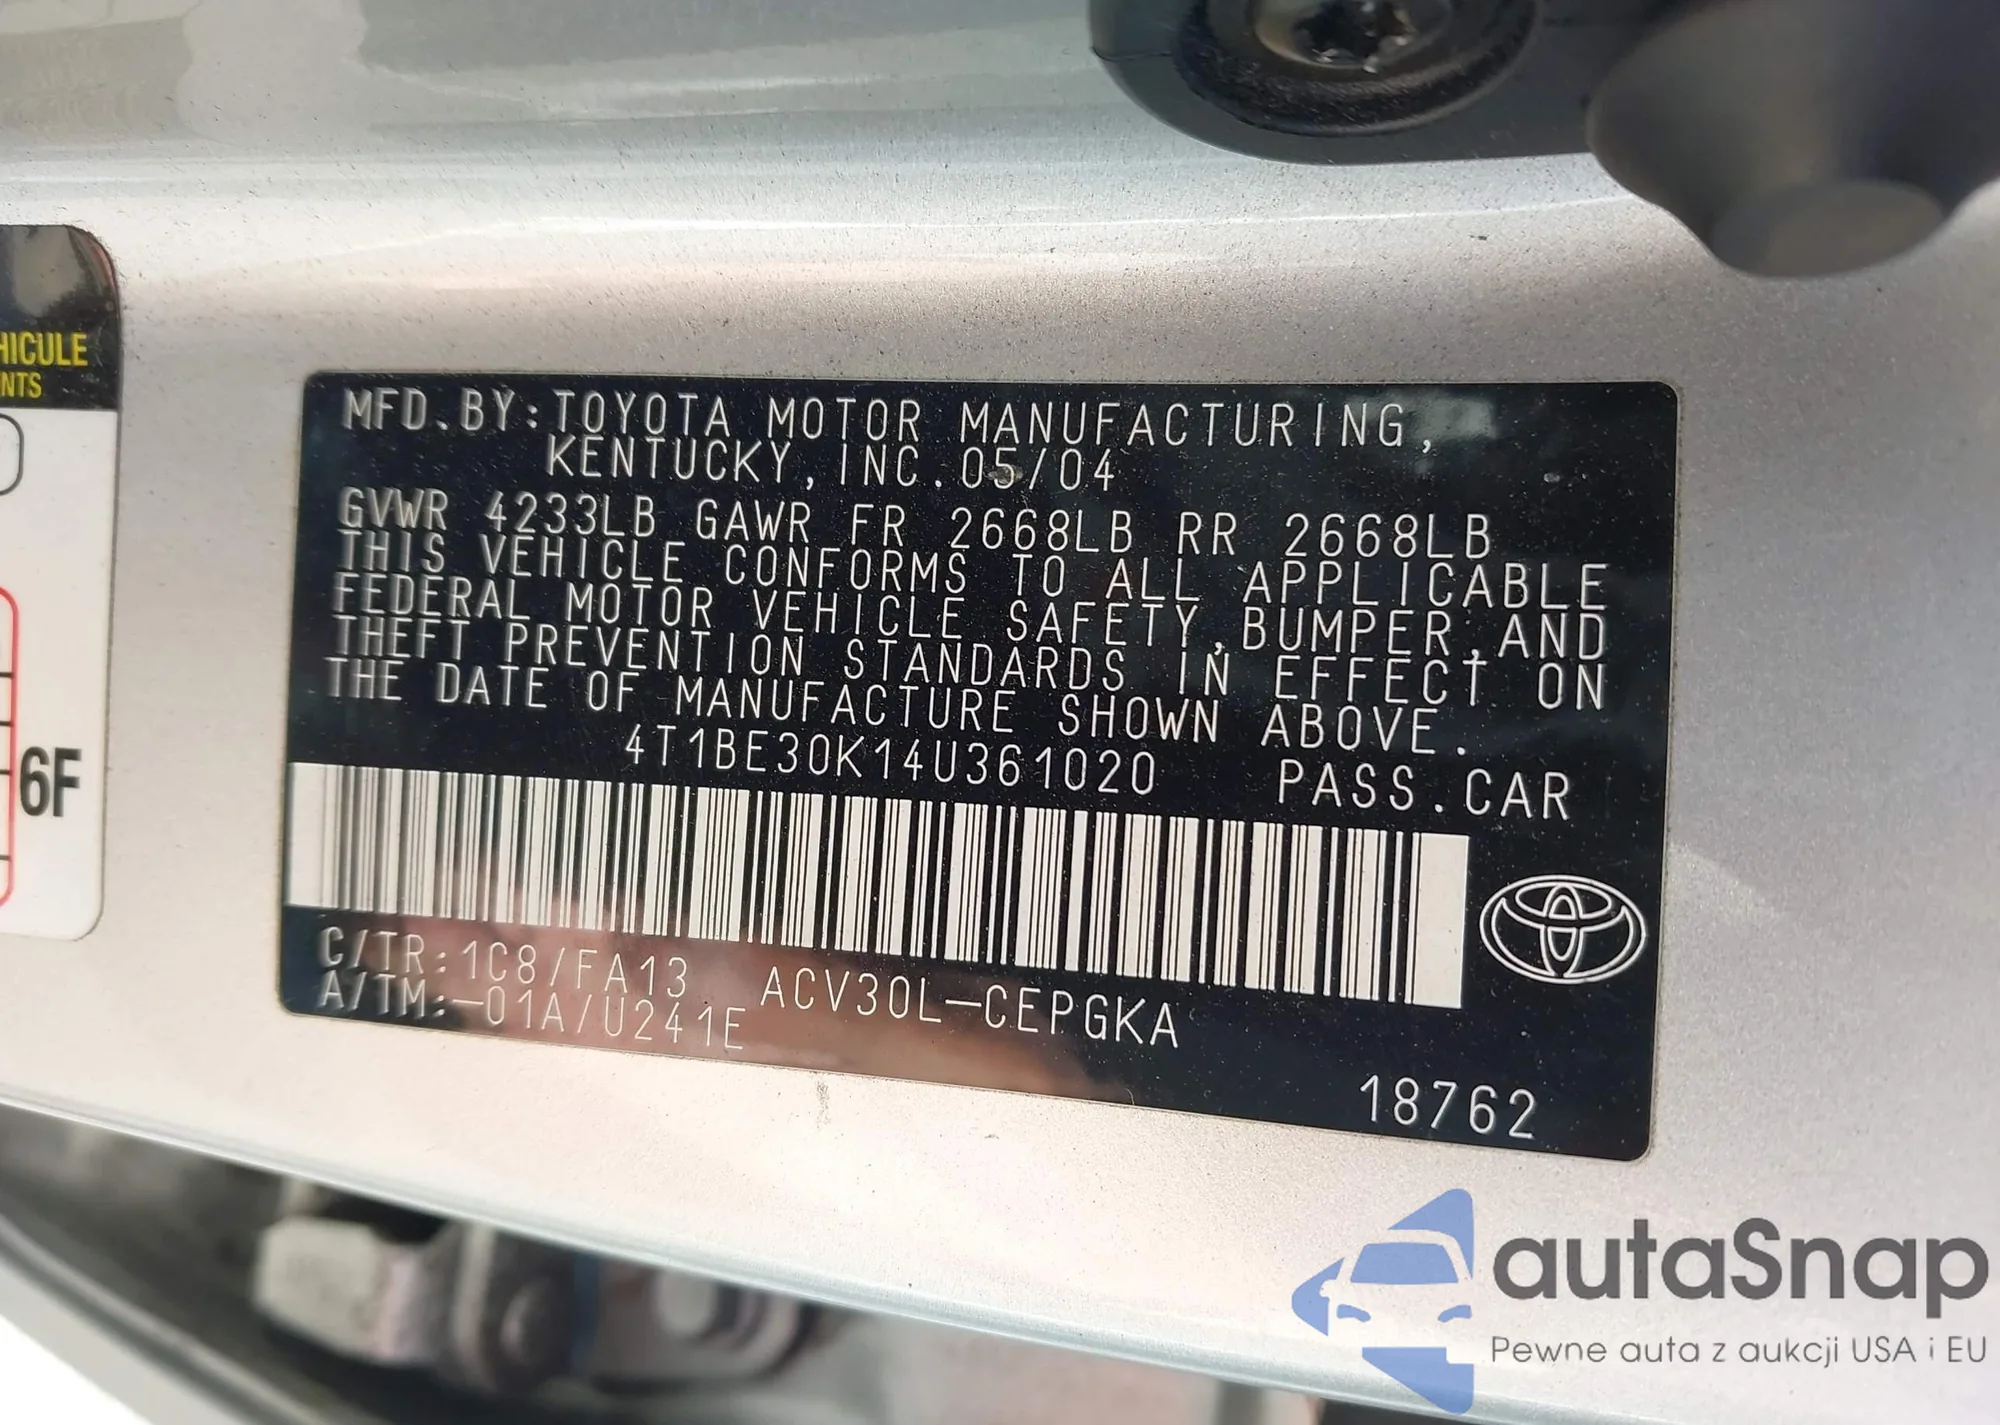 HICULE
NTS
6F
MFD.BY:TOYOTA MOTOR MANUFACTURING,
KENTUCKY,INC.05/04
GVWR 4233LB GAWR FR 2668LB RR 2668LB
THIS VEHICLE CONFORMS TO ALL APPLICABLE
FEDERAL MOTOR VEHICLE SAFETY,BUMPER,AND
THEFT PREVENTION STANDARDS IN EFFECT ON
THE DATE OF MANUFACTURE SHOWN ABOVE.
4T1BE30K14U361020 PASS.CAR
C/TR:1C8/FA13 ACV30L-CEPGKA
A/TM:-01A/U241E
18762
autaSnap
Pewne auta z aukcji USA i EU